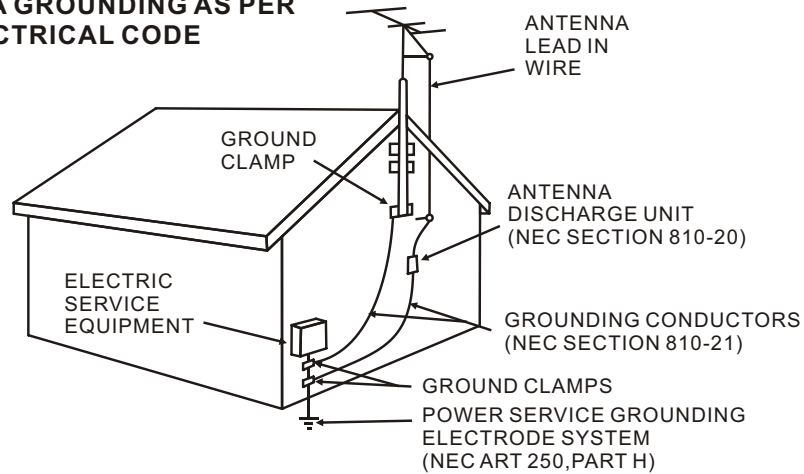 A GROUNDING AS PER
CTRICAL CODE
ANTENNA
LEAD IN
WIRE
GROUND
CLAMP
ANTENNA
DISCHARGE UNIT
(NEC SECTION 810-20)
ELECTRIC
SERVICE
EQUIPMENT
GROUNDING CONDUCTORS
(NEC SECTION 810-21)
GROUND CLAMPS
POWER SERVICE GROUNDING
ELECTRODE SYSTEM
(NEC ART 250,PART H)